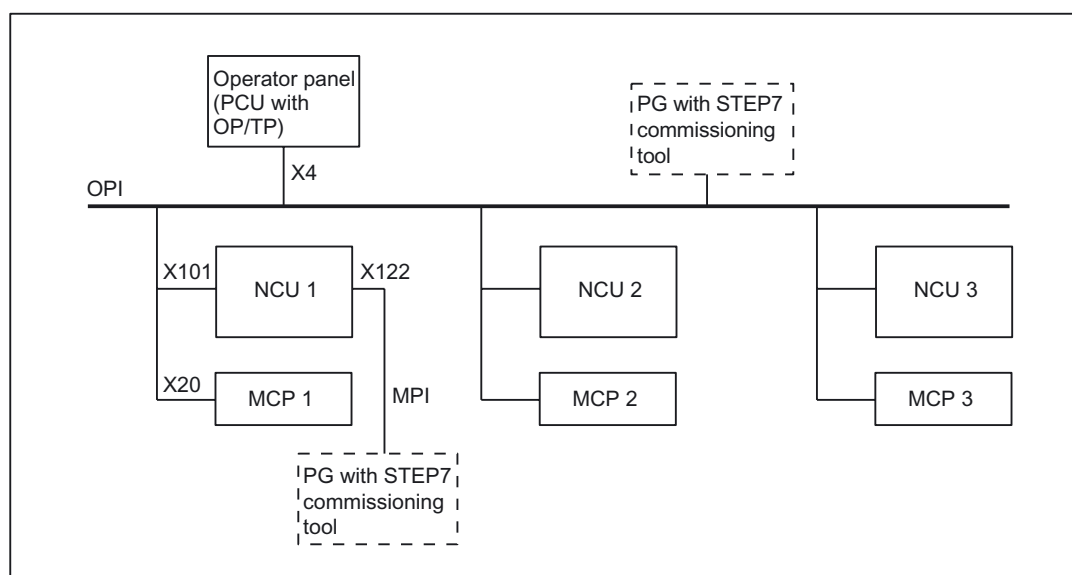 Operator panel
(PCU with
OP/TP)
PG with STEP7
commissioning
tool
X4
OPI
X101
NCU 1
X122
NCU 2
NCU 3
X20
MCP 1
MPI
MCP 2
MCP 3
PG with STEP7
commissioning
tool